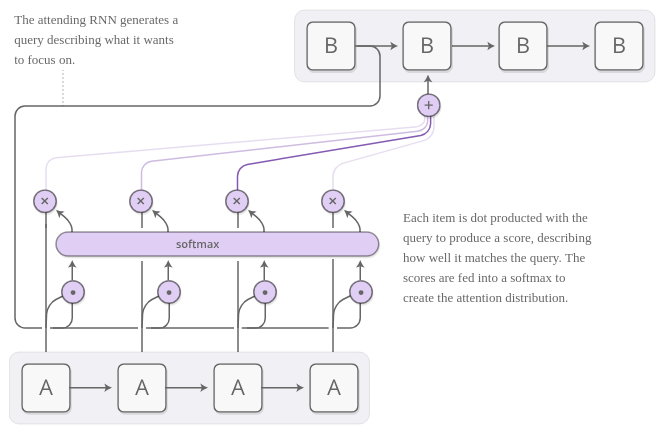 The attending RNN generates a
query describing what it wants
to focus on.
B B B B
+
× × × ×
softmax
Each item is dot producted with the
query to produce a score, describing
how well it matches the query. The
scores are fed into a softmax to
create the attention distribution.
A A A A